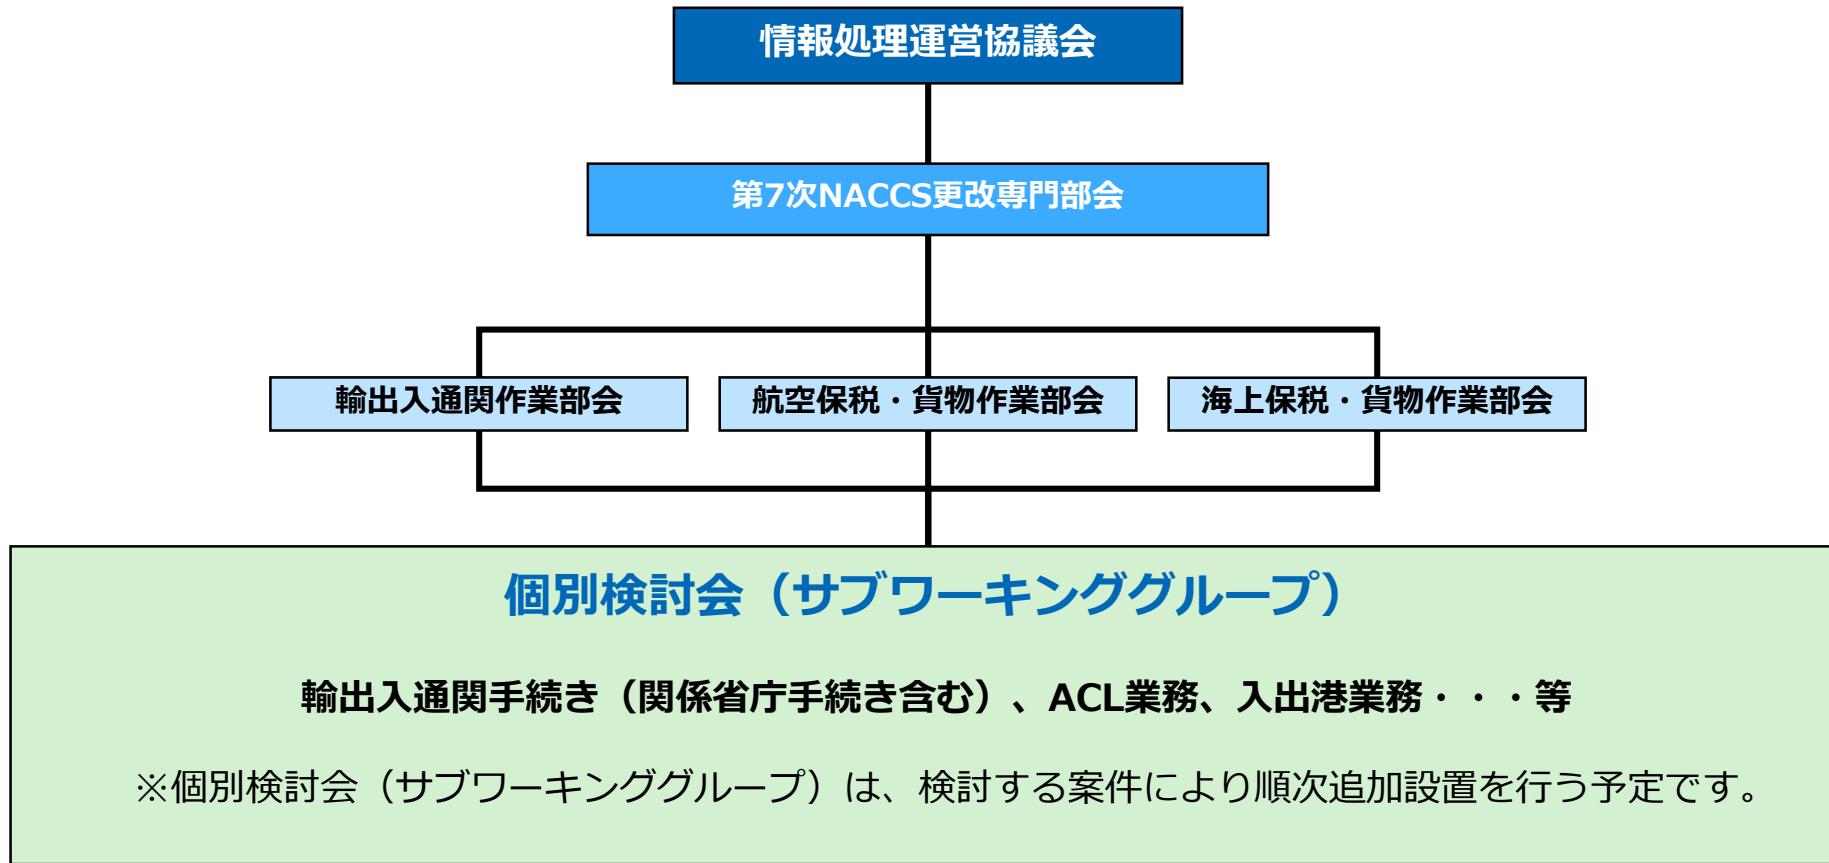 情報処理運営協議会
第7次NACCS更改専門部会
輸出入通関作業部会
航空保税・貨物作業部会
海上保税・貨物作業部会
個別検討会（サブワーキンググループ）
輸出入通関手続き（関係省庁手続き含む）、ACL業務、入出港業務・・・等
※個別検討会（サブワーキンググループ）は、検討する案件により順次追加設置を行う予定です。